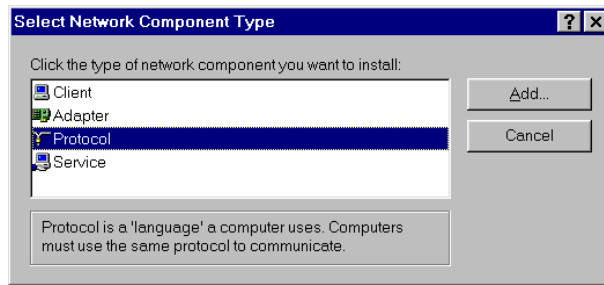 Select Network Component Type
Click the type of network component you want to install:
Client
Adapter
Protocol
Service
Add...
Cancel
Protocol is a 'language' a computer uses. Computers
must use the same protocol to communicate.